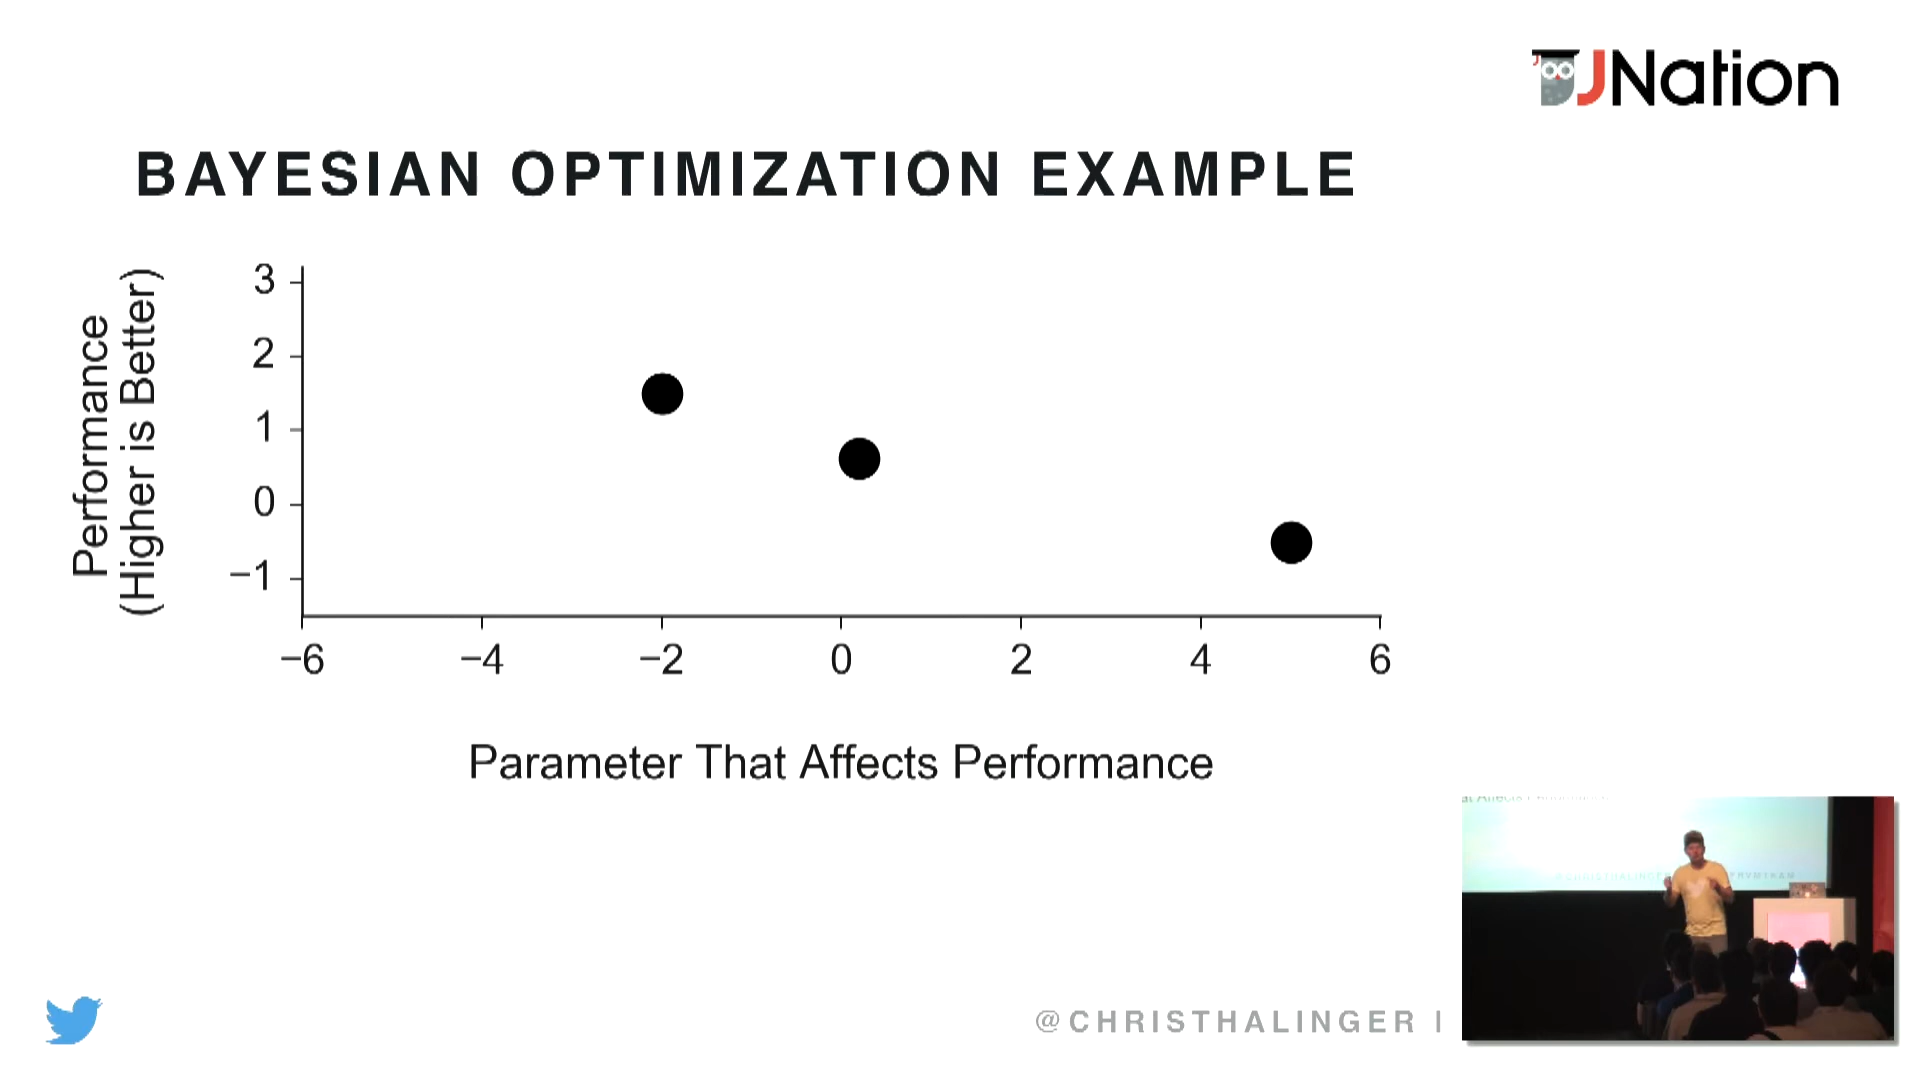 JNation
BAYESIAN OPTIMIZATION EXAMPLE
Performance
(Higher is Better)
3
2
1
0
−1
−6 −4 −2 0 2 4 6
Parameter That Affects Performance
@CHRISTHALINGER |